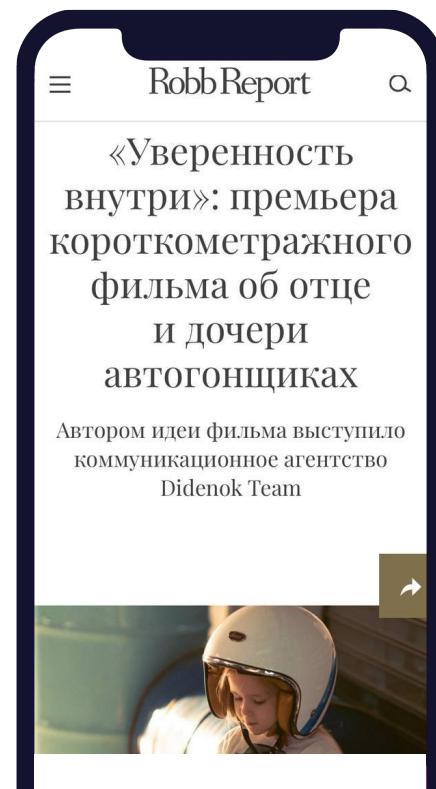 Robb Report
«Уверенность
внутри»: премьера
короткометражного
фильма об отце
и дочери
автогонщиках
Автором идеи фильма выступило
коммуникационное агентство
Didenok Team